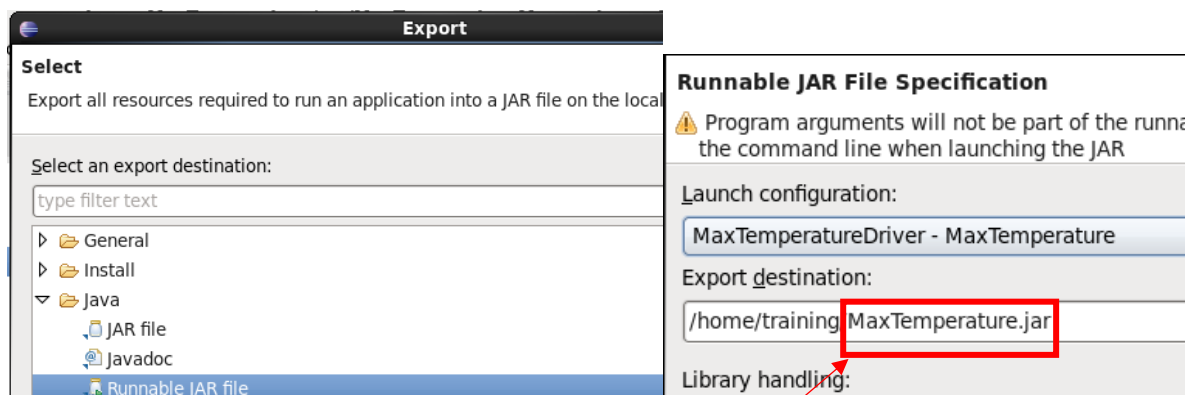 Export
Select
Export all resources required to run an application into a JAR file on the local
Select an export destination:
type filter text
General
Install
Java
JAR file
Javadoc
Runnable JAR file
Runnable JAR File Specification
Program arguments will not be part of the runna
the command line when launching the JAR
Launch configuration:
MaxTemperatureDriver - MaxTemperature
Export destination:
/home/training/MaxTemperature.jar
Library handling: